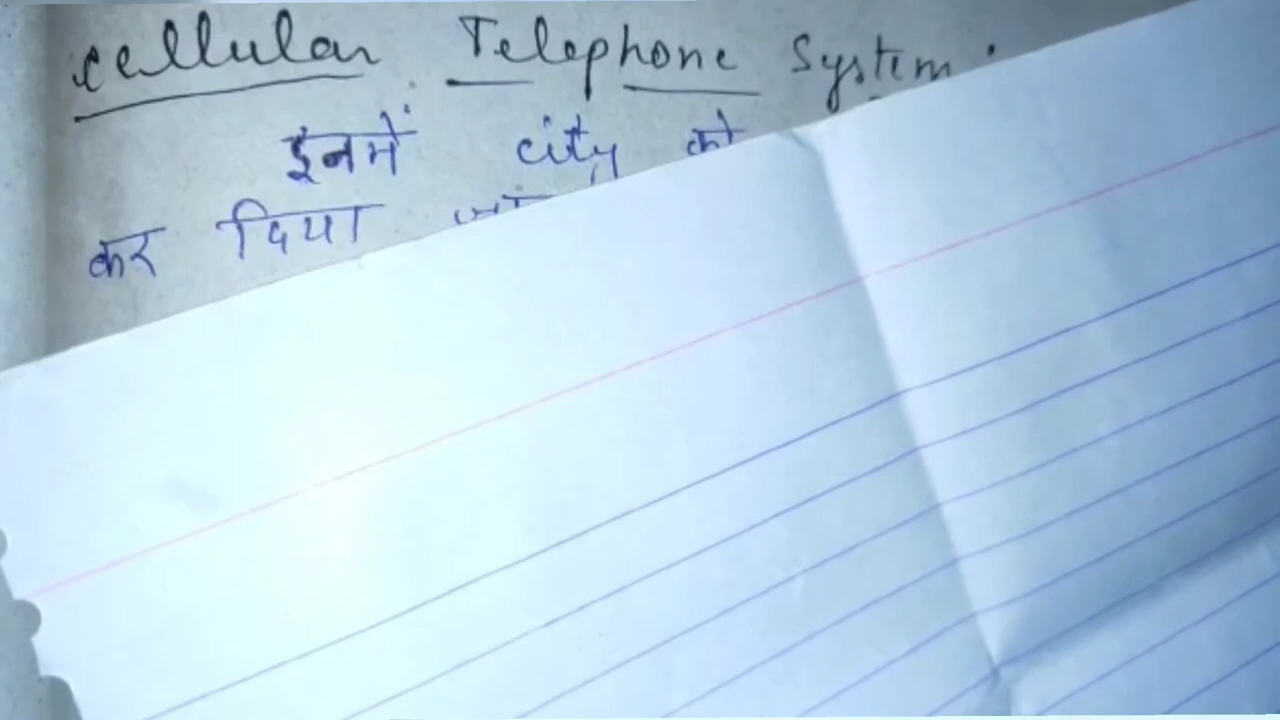 cellular Telephone System :
इनमें city को
कर दिया